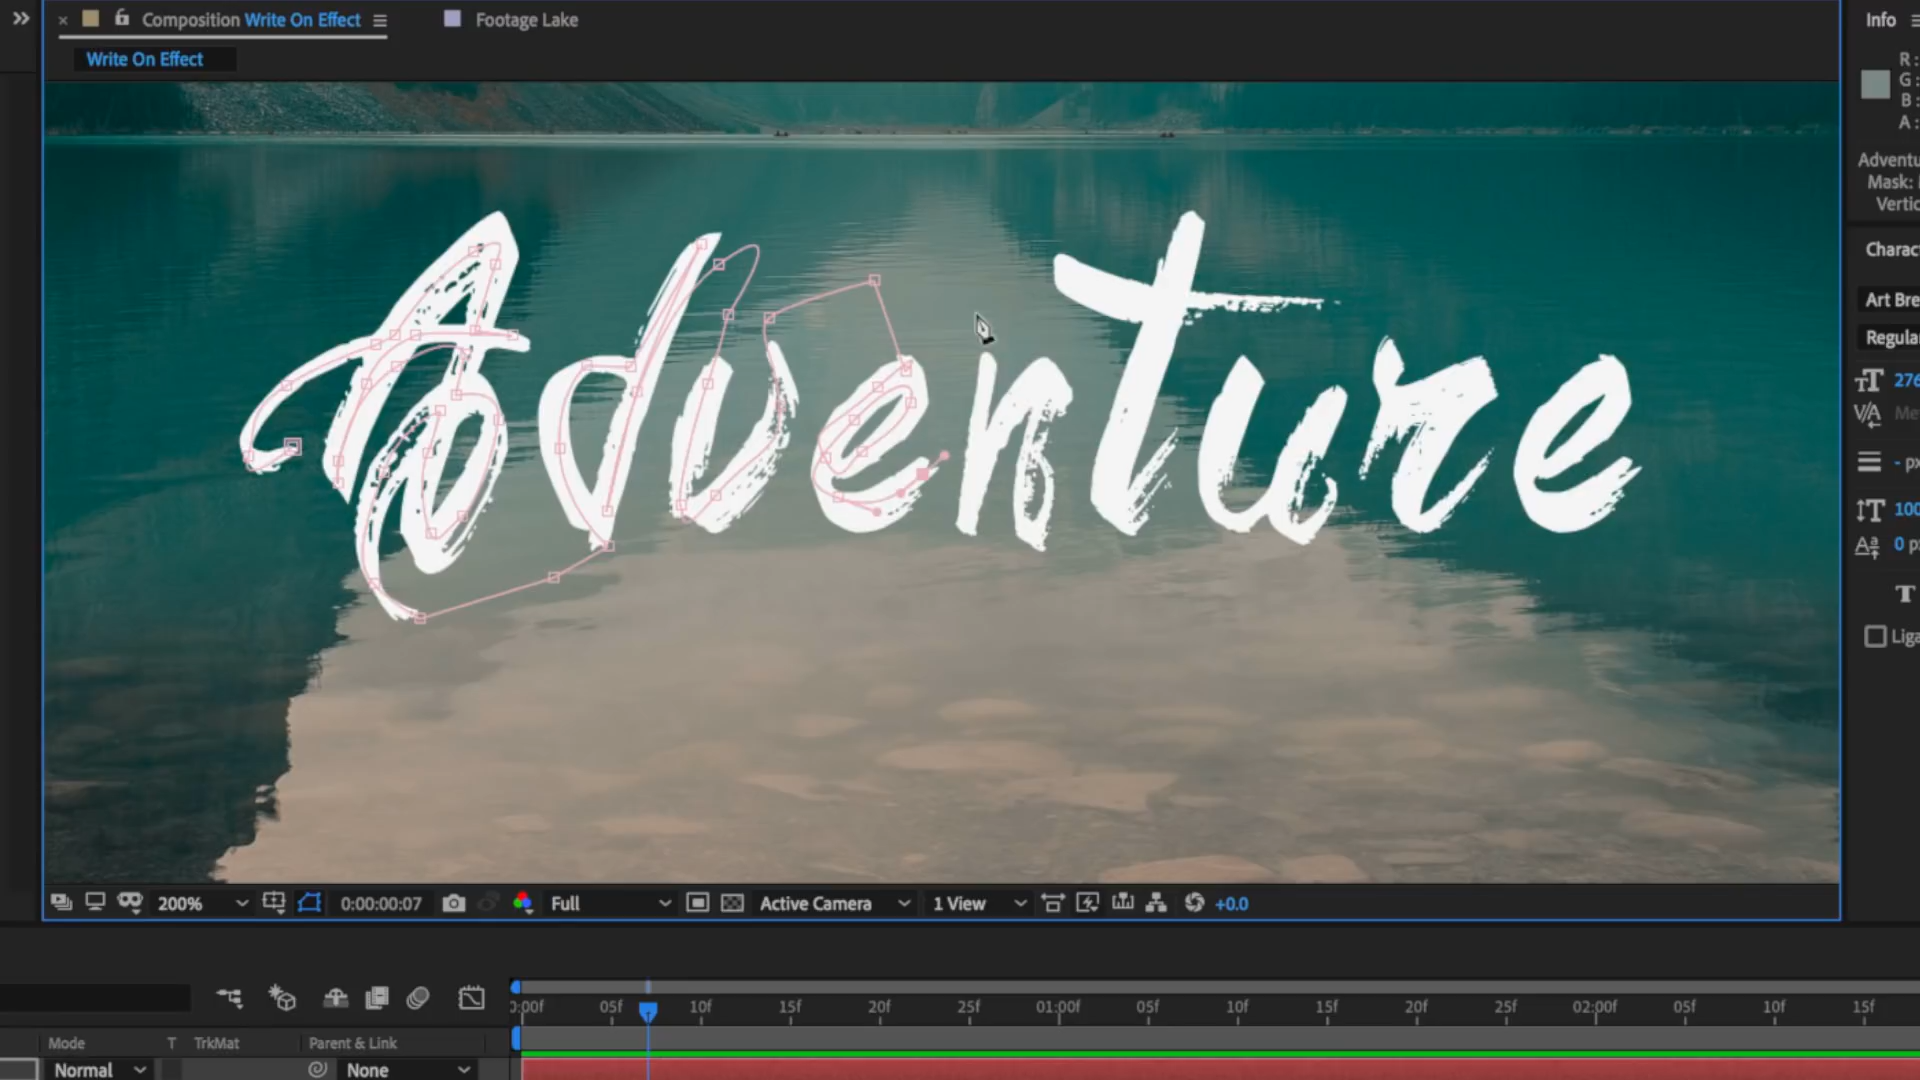 Composition Write On Effect
Footage Lake
Info
Write On Effect
R:
G:
B:
A:
Adventu
Mask:
Vertic
Charac
Adventure
Art Bre
Regula
276
Me
- px
100
0 p
T
Liga
200%
0:00:00:07
Full
Active Camera
1 View
+0.0
0:00f 05f 10f 15f 20f 25f 01:00f 05f 10f 15f 20f 25f 02:00f 05f 10f 15f
Mode T TrkMat Parent & Link
Normal None